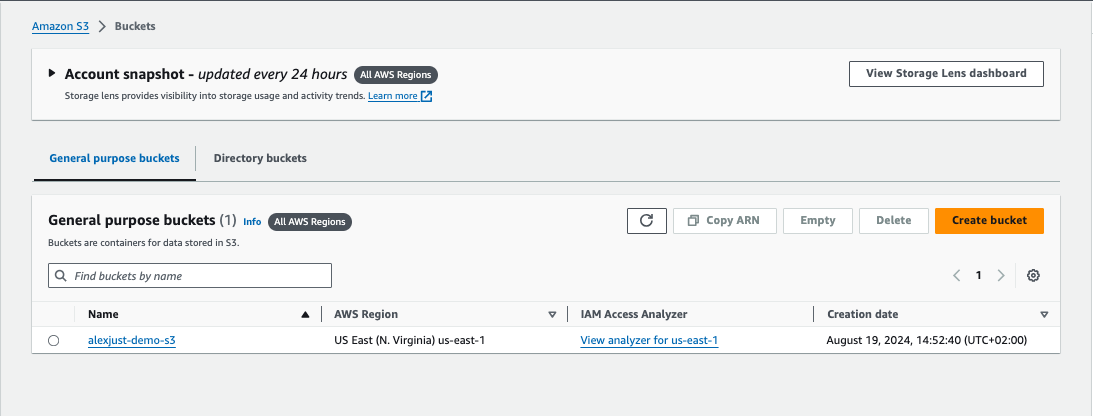 Amazon S3 > Buckets
Account snapshot - updated every 24 hours All AWS Regions
View Storage Lens dashboard
Storage lens provides visibility into storage usage and activity trends. Learn more
General purpose buckets Directory buckets
General purpose buckets (1) Info All AWS Regions
Copy ARN Empty Delete Create bucket
Buckets are containers for data stored in S3.
Find buckets by name
1
Name AWS Region IAM Access Analyzer Creation date
alexjust-demo-s3 US East (N. Virginia) us-east-1 View analyzer for us-east-1 August 19, 2024, 14:52:40 (UTC+02:00)